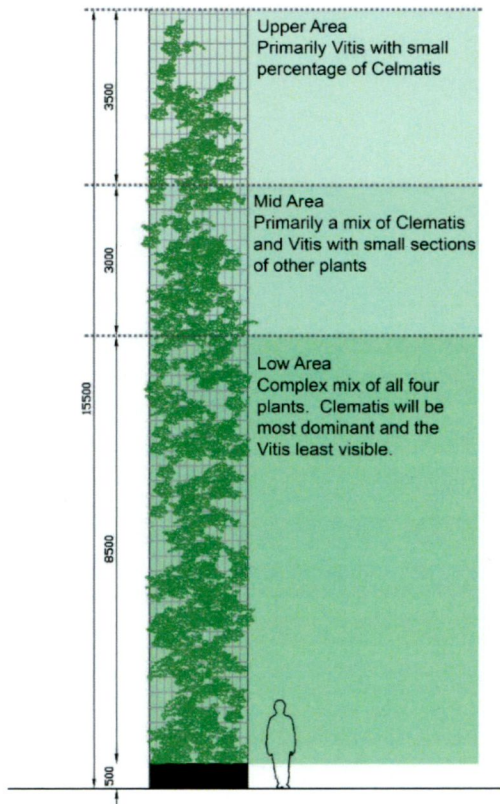 Upper Area
Primarily Vitis with small
percentage of Celmatis
3500
Mid Area
Primarily a mix of Clematis
and Vitis with small sections
of other plants
3000
Low Area
Complex mix of all four
plants. Clematis will be
most dominant and the
Vitis least visible.
15500
8500
500